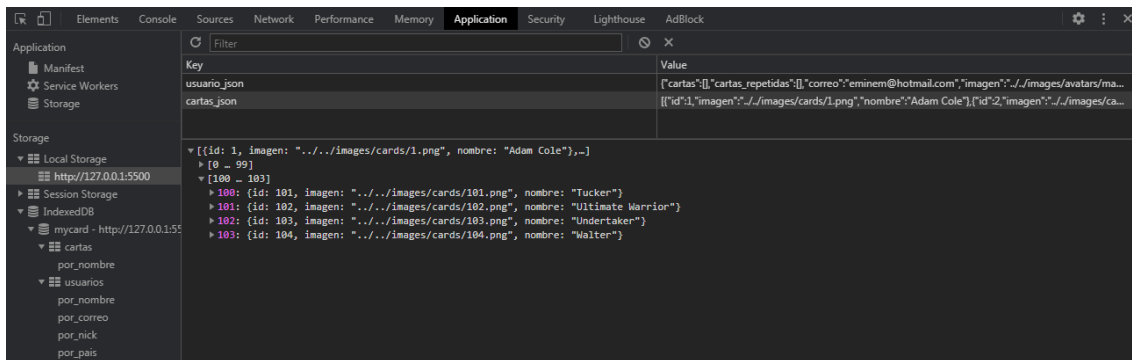 Elements Console Sources Network Performance Memory Application Security Lighthouse AdBlock
Application
Manifest
Service Workers
Storage
Storage
Local Storage
http://127.0.0.1:5500
Session Storage
IndexedDB
mycard - http://127.0.0.1:55
cartas
por_nombre
usuarios
por_nombre
por_correo
por_nick
por_pais
Filter
Key Value
usuario_json {"cartas":[],"cartas_repetidas":[],"correo":"eminem@hotmail.com","imagen":"../../images/avatars/ma...
cartas_json [{"id":1,"imagen":"../../images/cards/1.png","nombre":"Adam Cole"},{"id":2,"imagen":"../../images/ca...
[{id: 1, imagen: "../../images/cards/1.png", nombre: "Adam Cole"},…]
[0 … 99]
[100 … 103]
100: {id: 101, imagen: "../../images/cards/101.png", nombre: "Tucker"}
101: {id: 102, imagen: "../../images/cards/102.png", nombre: "Ultimate Warrior"}
102: {id: 103, imagen: "../../images/cards/103.png", nombre: "Undertaker"}
103: {id: 104, imagen: "../../images/cards/104.png", nombre: "Walter"}